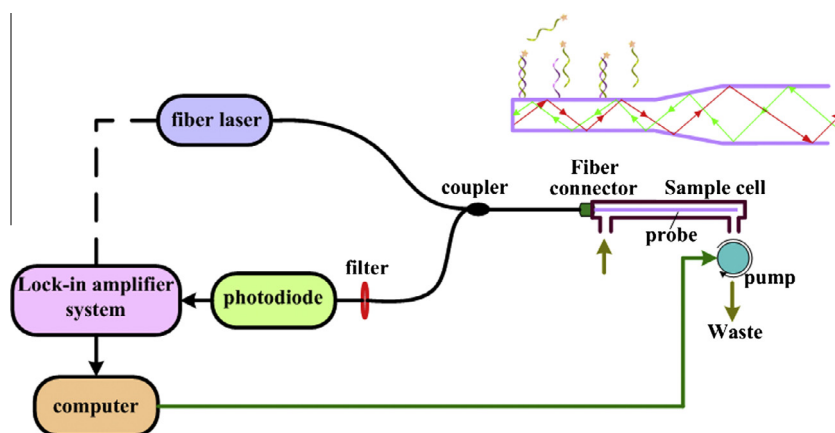 fiber laser
coupler
Fiber
connector
Sample cell
probe
pump
Waste
filter
photodiode
Lock-in amplifier
system
computer